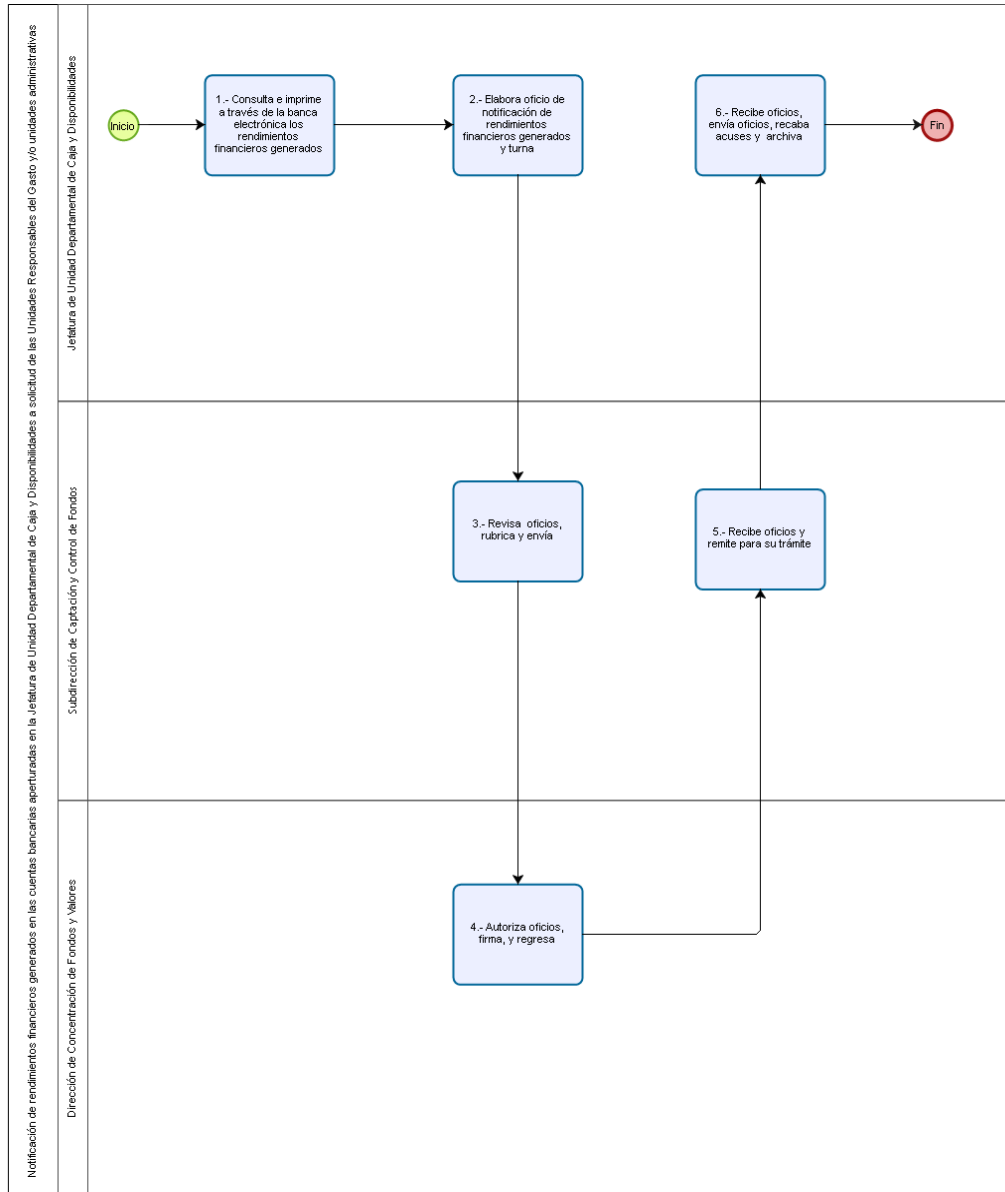 Notificación de rendimientos financieros generados en las cuentas bancarias aperturadas en la Jefatura de Unidad Departamental de Caja y Disponibilidades a solicitud de las Unidades Responsables del Gasto y/o unidades administrativas
Jefatura de Unidad Departamental de Caja y Disponibilidades
Inicio
1.- Consulta e imprime
a través de la banca
electrónica los
rendimientos
financieros generados
2.- Elabora oficio de
notificación de
rendimientos
financieros generados
y turna
6.- Recibe oficios,
envía oficios, recaba
acuses y archiva
Fin
Subdirección de Captación y Control de Fondos
3.- Revisa oficios,
rubrica y envía
5.- Recibe oficios y
remite para su trámite
Dirección de Concentración de Fondos y Valores
4.- Autoriza oficios,
firma, y regresa